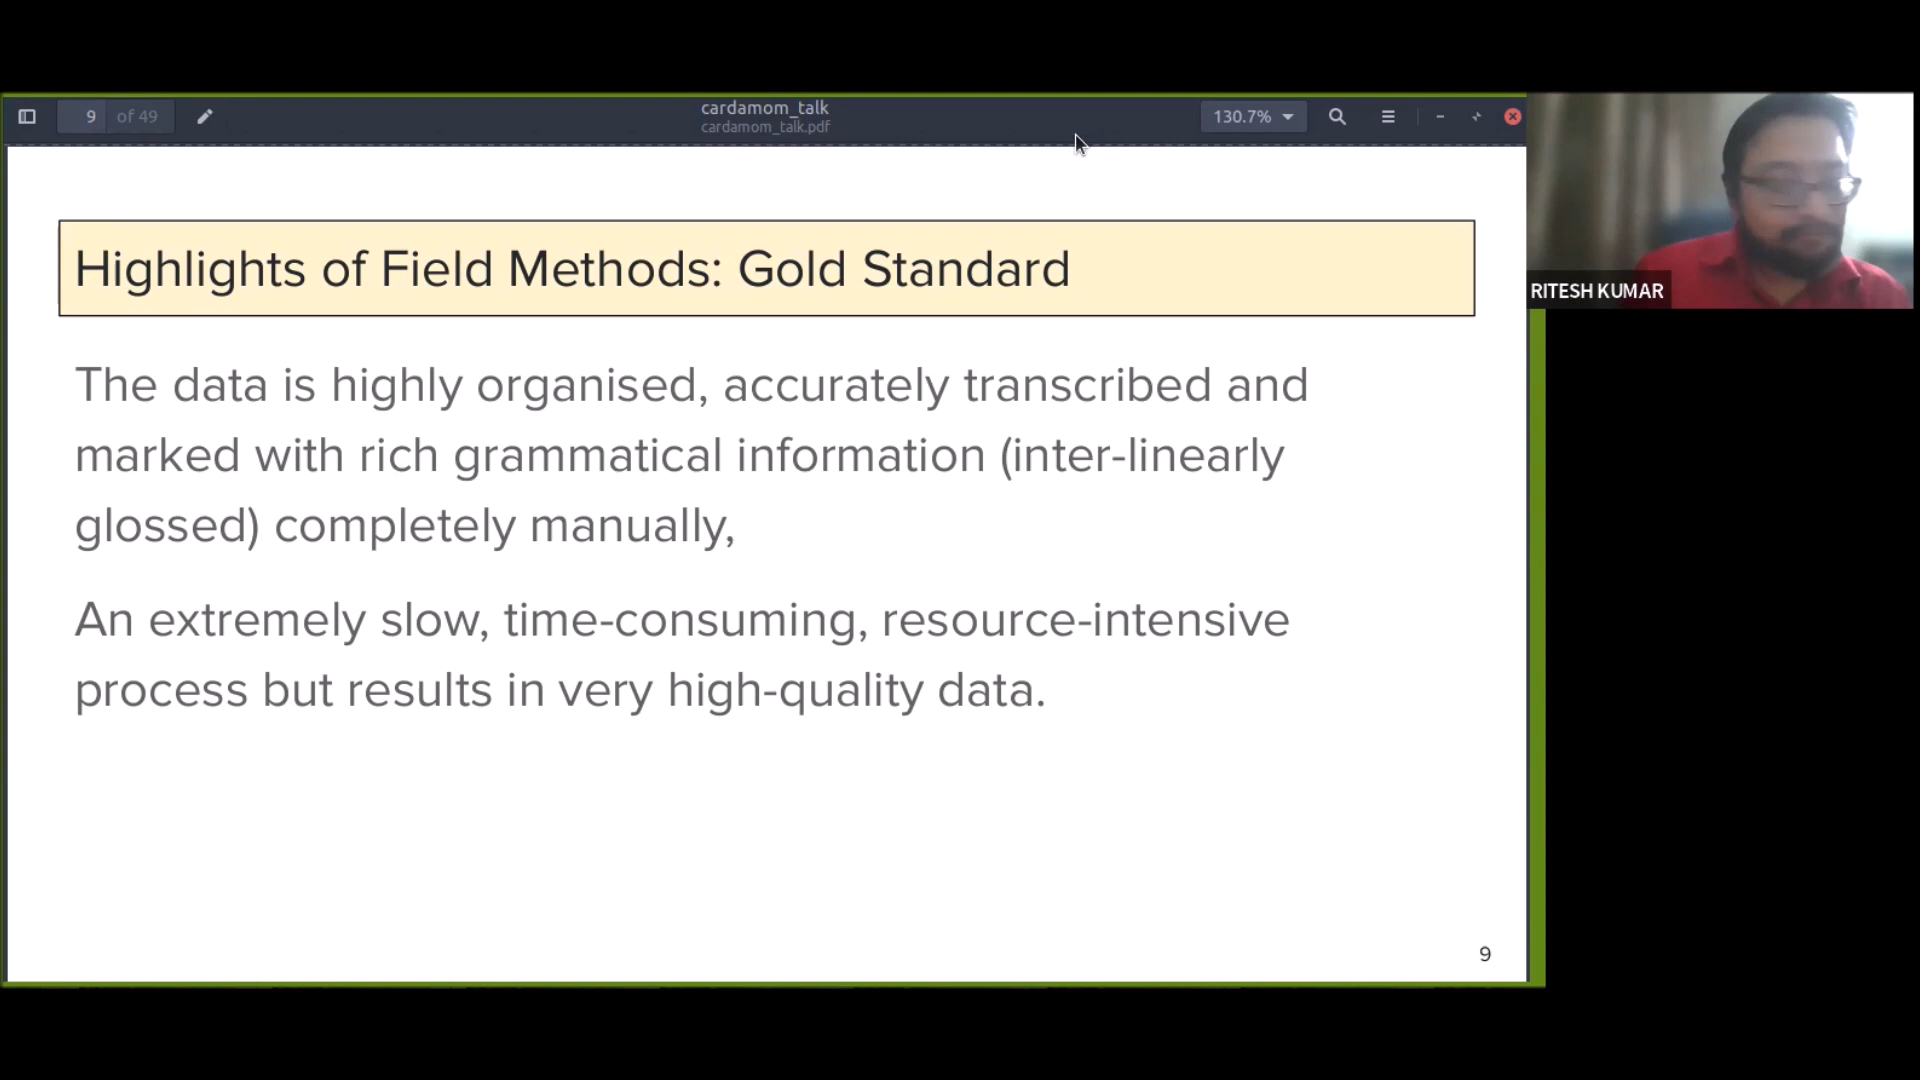 9 of 49
cardamom_talk
cardamom_talk.pdf
130.7%
Highlights of Field Methods: Gold Standard
The data is highly organised, accurately transcribed and
marked with rich grammatical information (inter-linearly
glossed) completely manually,
An extremely slow, time-consuming, resource-intensive
process but results in very high-quality data.
9
RITESH KUMAR